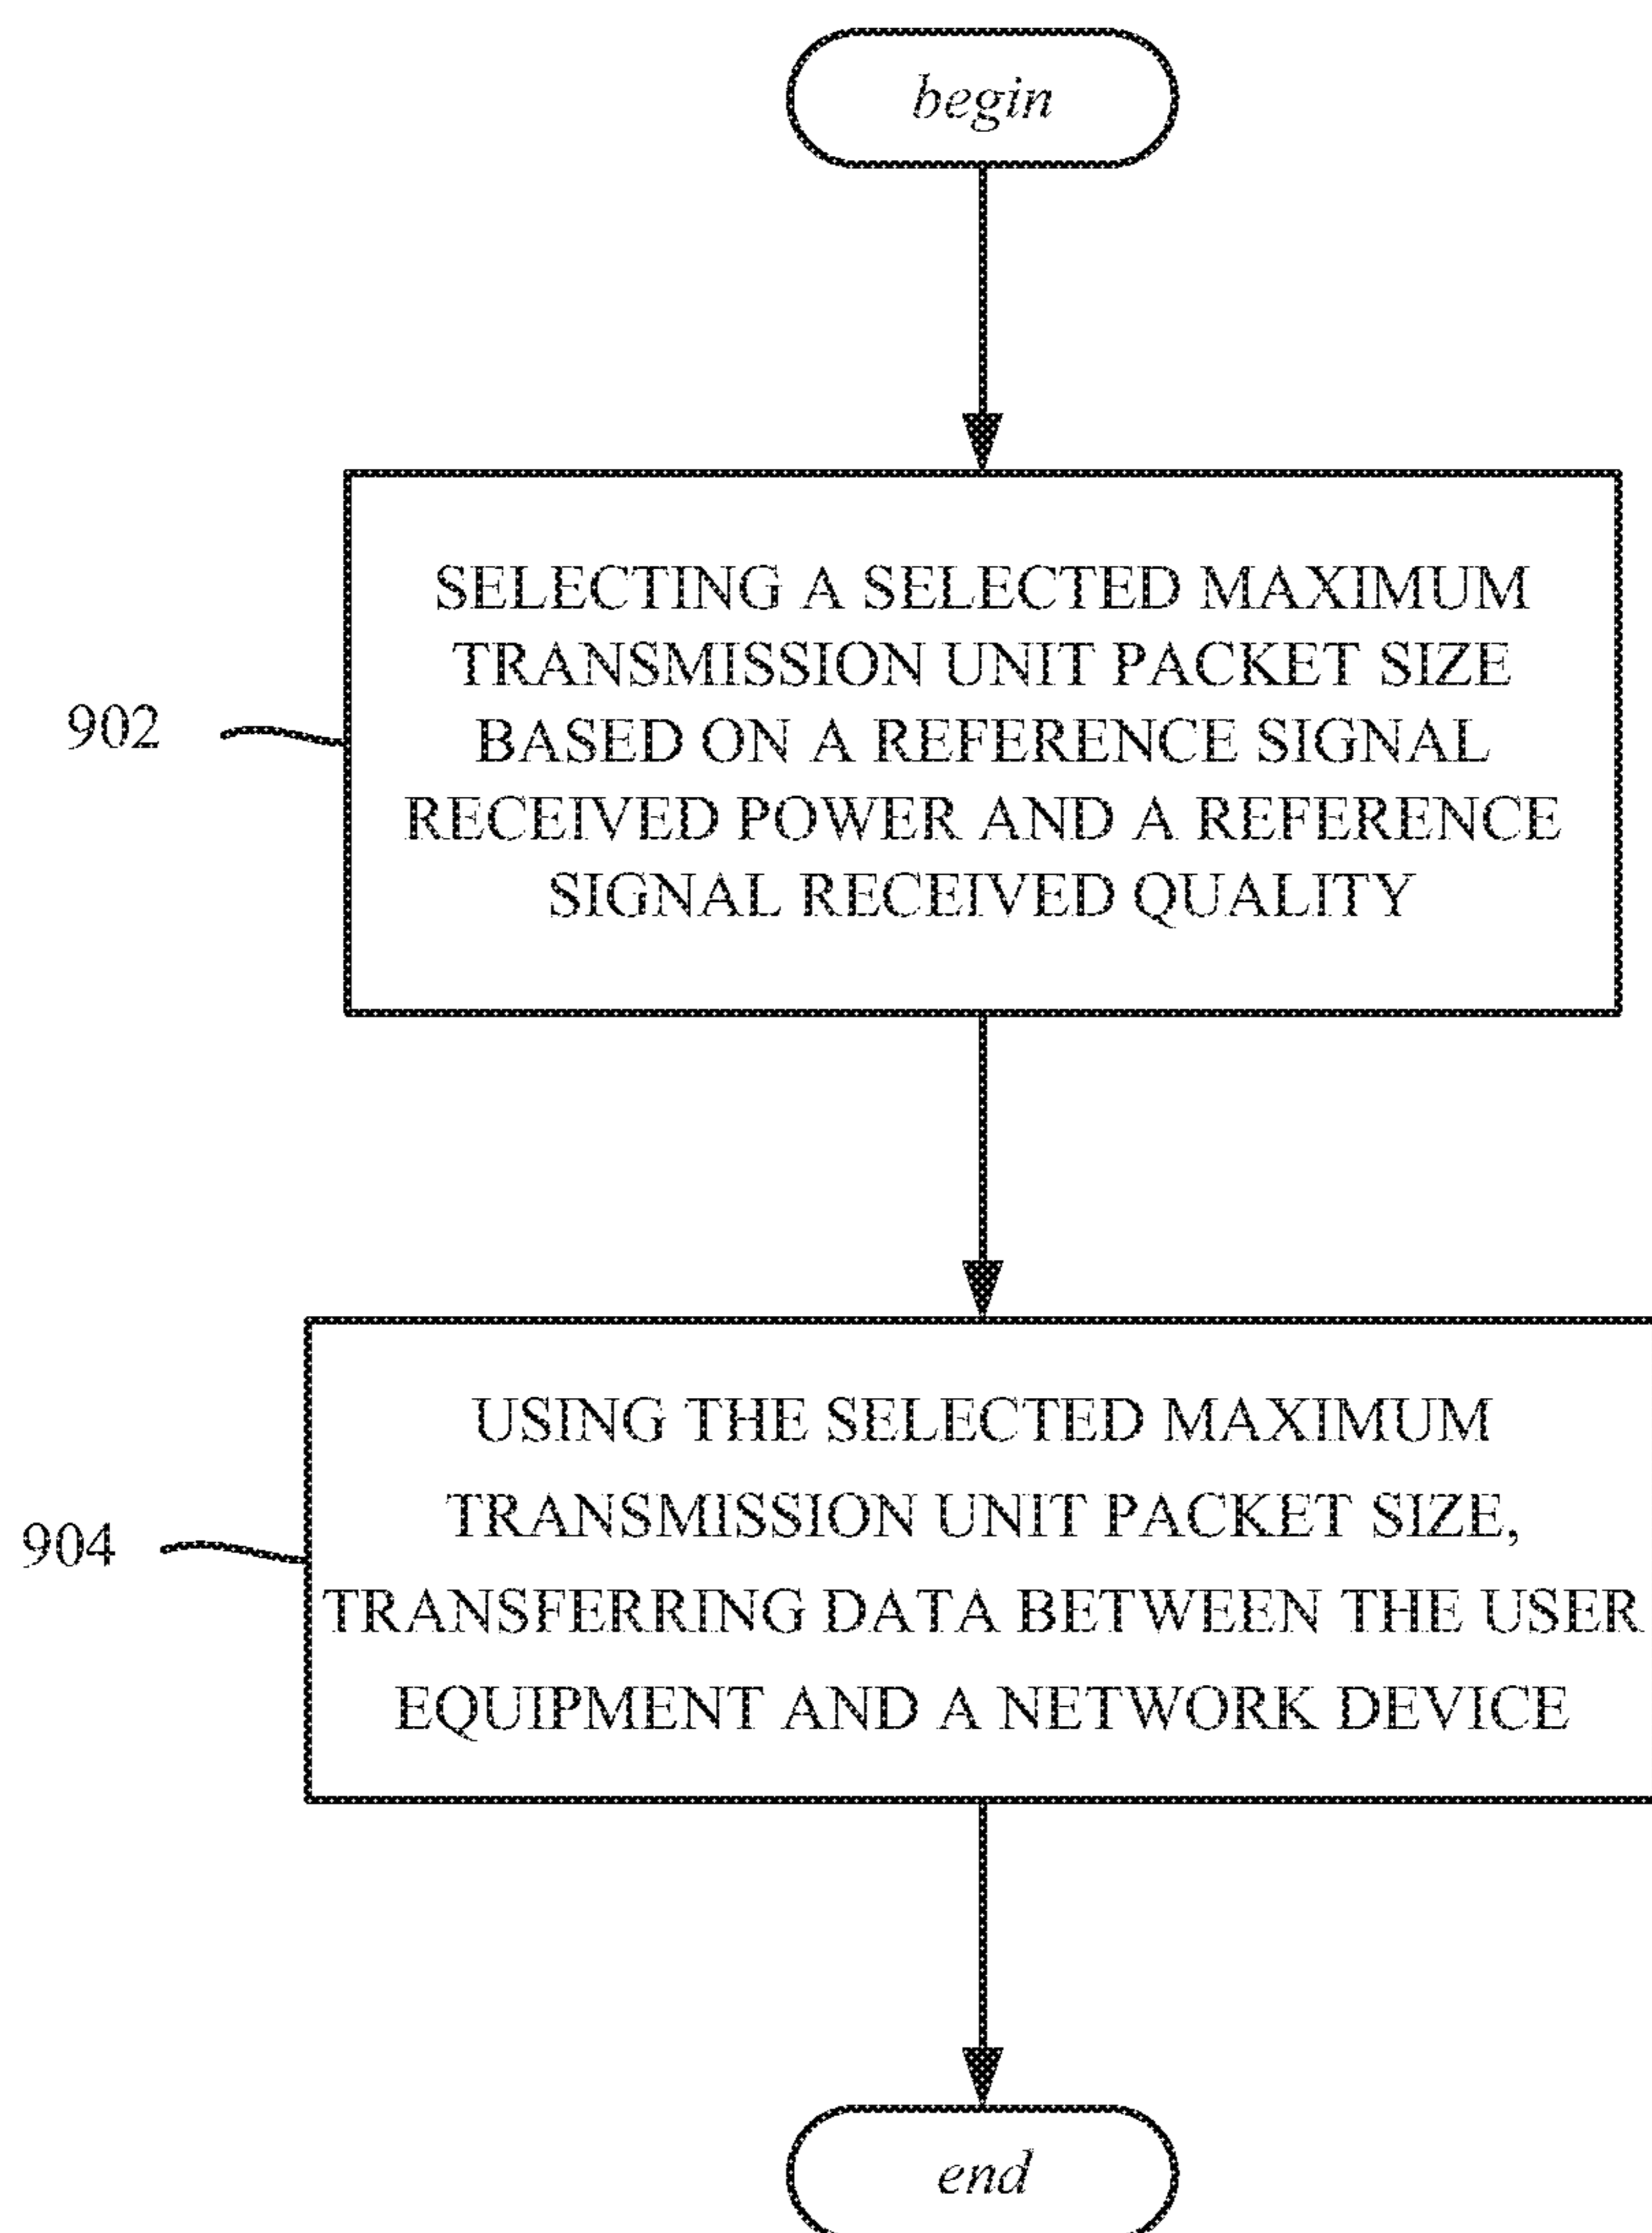 begin
SELECTING A SELECTED MAXIMUM
TRANSMISSION UNIT PACKET SIZE
BASED ON A REFERENCE SIGNAL
RECEIVED POWER AND A REFERENCE
SIGNAL RECEIVED QUALITY
902
USING THE SELECTED MAXIMUM
TRANSMISSION UNIT PACKET SIZE,
TRANSFERRING DATA BETWEEN THE USER
EQUIPMENT AND A NETWORK DEVICE
904
end